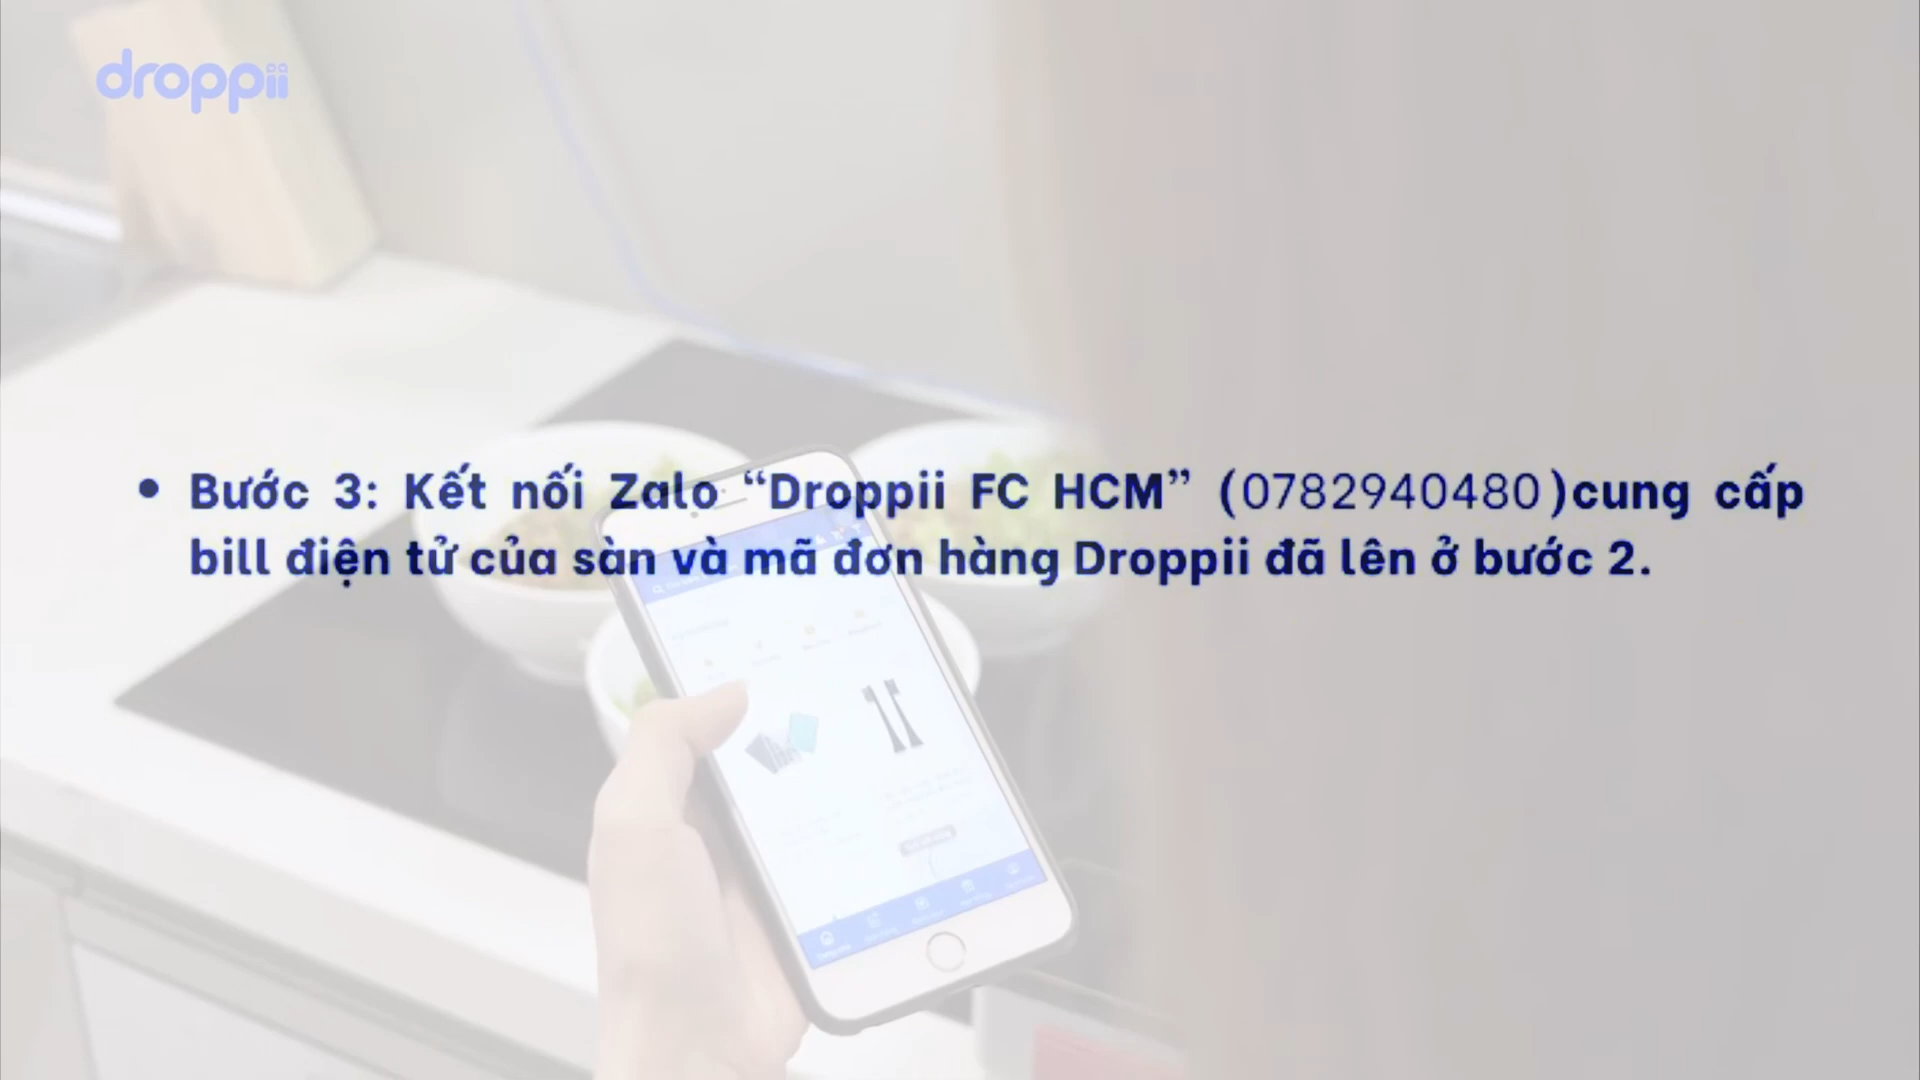 droppii
• Bước 3: Kết nối Zalo “Droppii FC HCM” (0782940480)cung cấp
bill điện tử của sàn và mã đơn hàng Droppii đã lên ở bước 2.